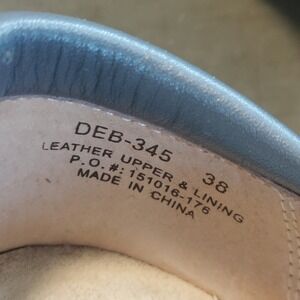 DEB-345 38
LEATHER UPPER & LINING
P.O.#: 151016-176
MADE IN CHINA